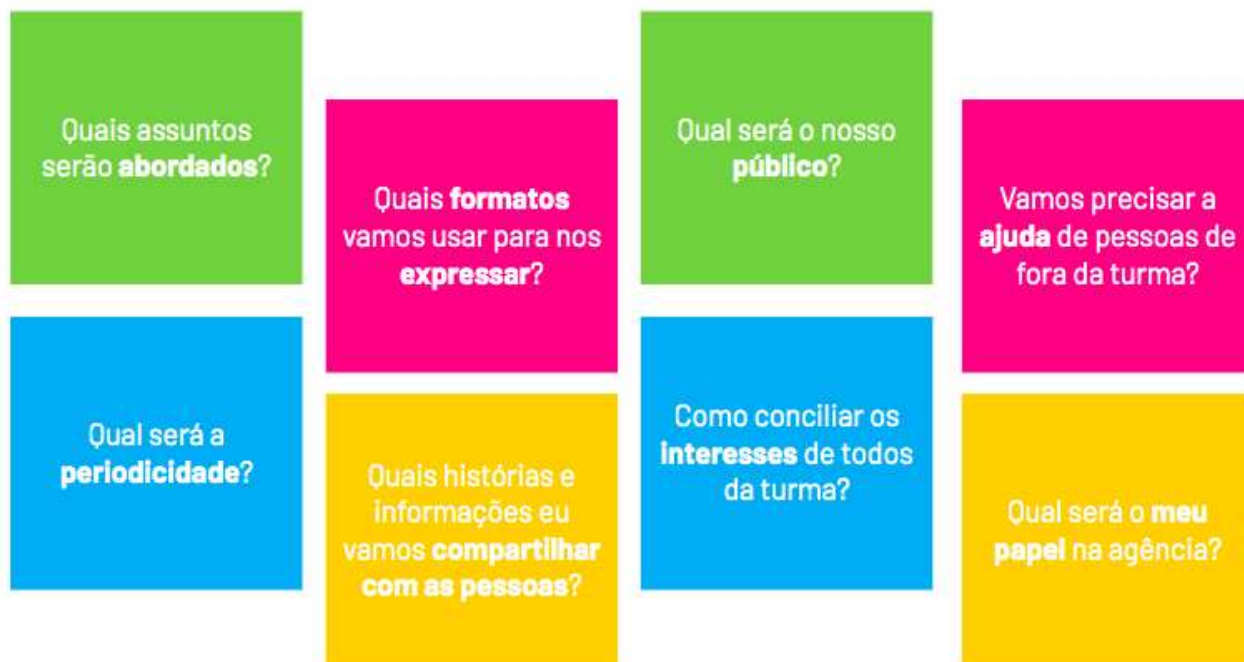 Quais assuntos
serão abordados?
Quais formatos
vamos usar para nos
expressar?
Qual será o nosso
público?
Vamos precisar a
ajuda de pessoas de
fora da turma?
Qual será a
periodicidade?
Quais histórias e
informações eu
vamos compartilhar
com as pessoas?
Como conciliar os
interesses de todos
da turma?
Qual será o meu
papel na agência?